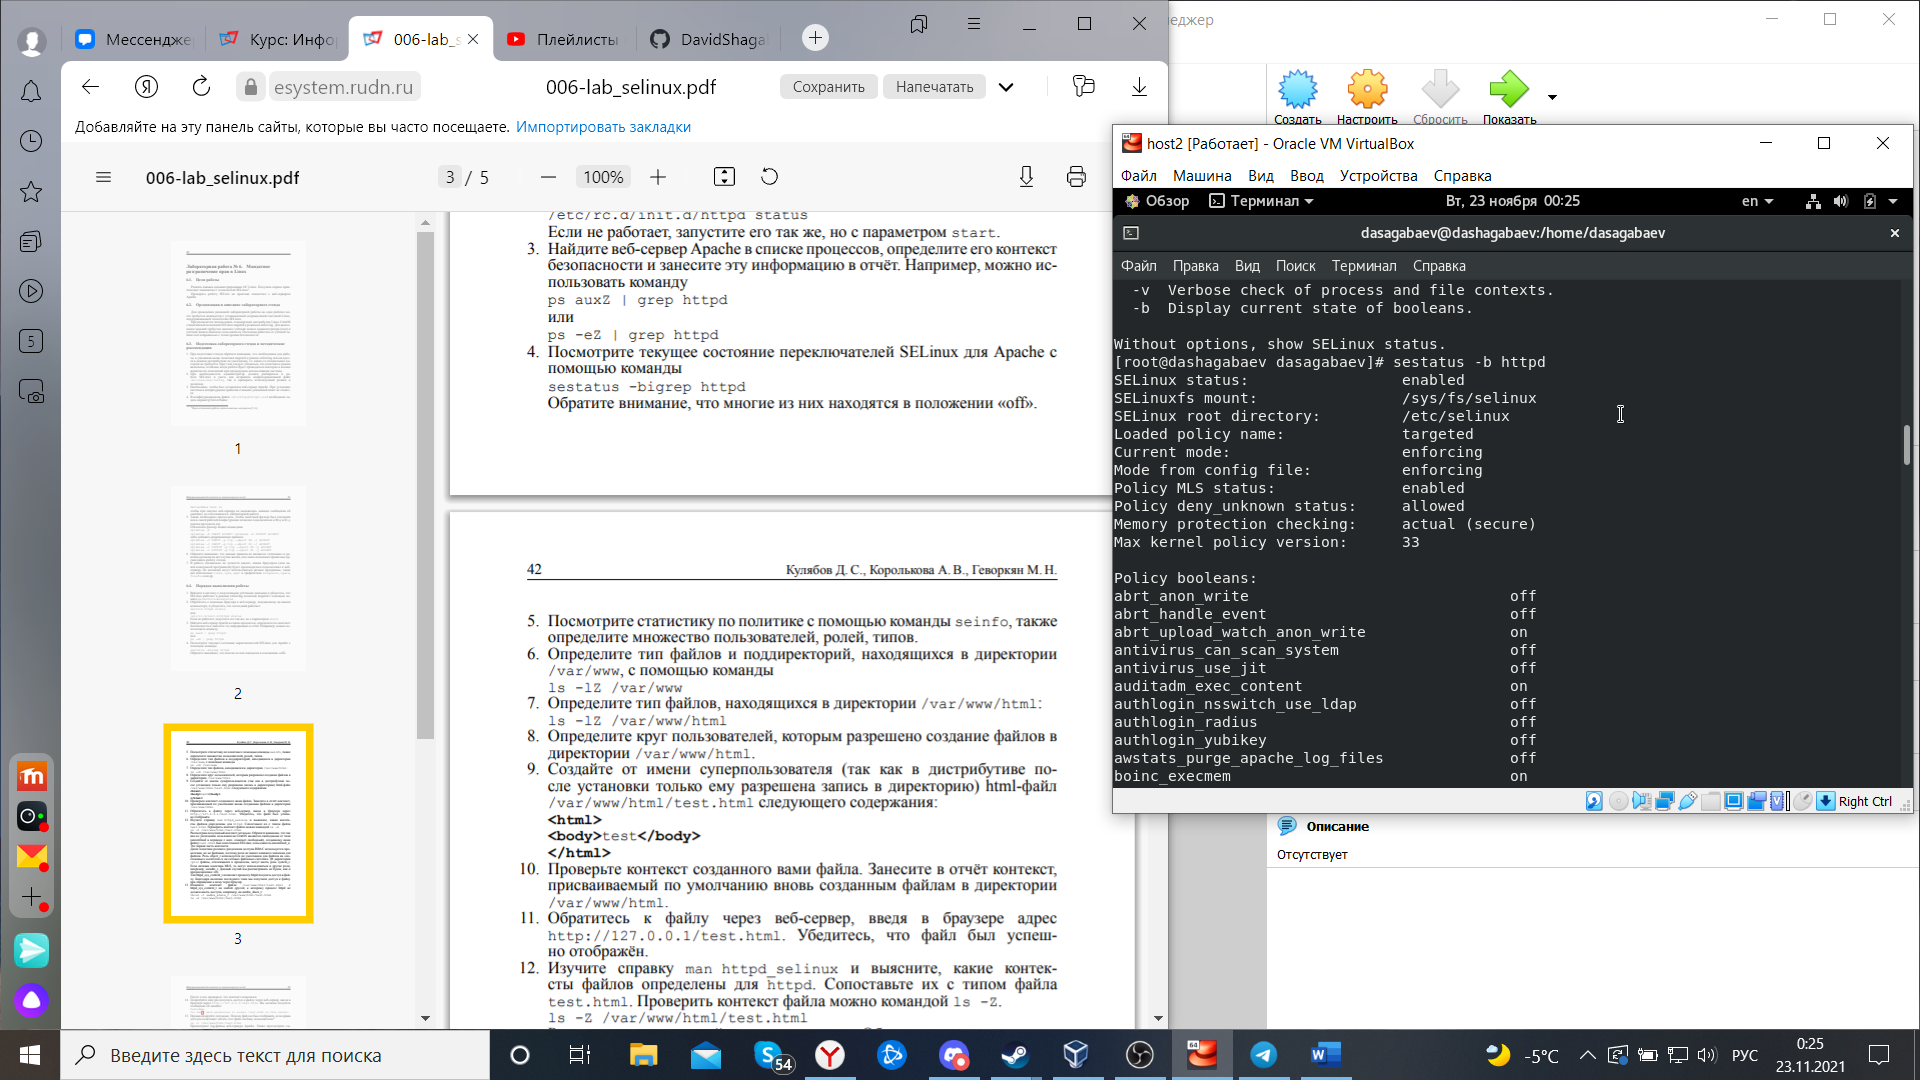 Мессендже
Курс: Инфо
006-lab_s
Плейлисты
DavidShaga
еджер
esystem.rudn.ru
006-lab_selinux.pdf
Сохранить
Напечатать
Добавляйте на эту панель сайты, которые вы часто посещаете. Импортировать закладки
006-lab_selinux.pdf
3 / 5
100%
1
2
3
5
/etc/rc.d/init.d/httpd status
Если не работает, запустите его так же, но с параметром start.
3. Найдите веб-сервер Apache в списке процессов, определите его контекст
безопасности и занесите эту информацию в отчёт. Например, можно ис-
пользовать команду
ps auxZ | grep httpd
или
ps -eZ | grep httpd
4. Посмотрите текущее состояние переключателей SELinux для Apache с
помощью команды
sestatus -bigrep httpd
Обратите внимание, что многие из них находятся в положении «off».
42
Кулябов Д. С., Королькова А. В., Геворкян М. Н.
5. Посмотрите статистику по политике с помощью команды seinfo, также
определите множество пользователей, ролей, типов.
6. Определите тип файлов и поддиректорий, находящихся в директории
/var/www, с помощью команды
ls -lZ /var/www
7. Определите тип файлов, находящихся в директории /var/www/html:
ls -lZ /var/www/html
8. Определите круг пользователей, которым разрешено создание файлов в
директории /var/www/html.
9. Создайте от имени суперпользователя (так как в дистрибутиве по-
сле установки только ему разрешена запись в директорию) html-файл
/var/www/html/test.html следующего содержания:
<html>
<body>test</body>
</html>
10. Проверьте контекст созданного вами файла. Занесите в отчёт контекст,
присваиваемый по умолчанию вновь созданным файлам в директории
/var/www/html.
11. Обратитесь к файлу через веб-сервер, введя в браузере адрес
http://127.0.0.1/test.html. Убедитесь, что файл был успеш-
но отображён.
12. Изучите справку man httpd_selinux и выясните, какие контек-
сты файлов определены для httpd. Сопоставьте их с типом файла
test.html. Проверить контекст файла можно командой ls -Z.
ls -Z /var/www/html/test.html
Создать
Настроить
Сбросить
Показать
host2 [Работает] - Oracle VM VirtualBox
Файл Машина Вид Ввод Устройства Справка
Обзор
Терминал
Вт, 23 ноября 00:25
en
dasagabaev@dashagabaev:/home/dasagabaev
Файл Правка Вид Поиск Терминал Справка
-v Verbose check of process and file contexts.
-b Display current state of booleans.
Without options, show SELinux status.
[root@dashagabaev dasagabaev]# sestatus -b httpd
SELinux status: enabled
SELinuxfs mount: /sys/fs/selinux
SELinux root directory: /etc/selinux
Loaded policy name: targeted
Current mode: enforcing
Mode from config file: enforcing
Policy MLS status: enabled
Policy deny_unknown status: allowed
Memory protection checking: actual (secure)
Max kernel policy version: 33
Policy booleans:
abrt_anon_write off
abrt_handle_event off
abrt_upload_watch_anon_write on
antivirus_can_scan_system off
antivirus_use_jit off
auditadm_exec_content on
authlogin_nsswitch_use_ldap off
authlogin_radius off
authlogin_yubikey off
awstats_purge_apache_log_files off
boinc_execmem on
Right Ctrl
Описание
Отсутствует
Введите здесь текст для поиска
54
64
-5°C
РУС
0:25
23.11.2021